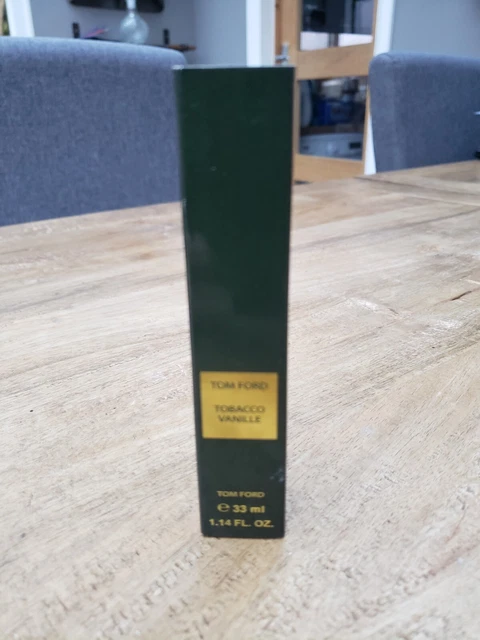 TOM FORD
TOBACCO
VANILLE
TOM FORD
℮ 33 ml
1.14 FL. OZ.